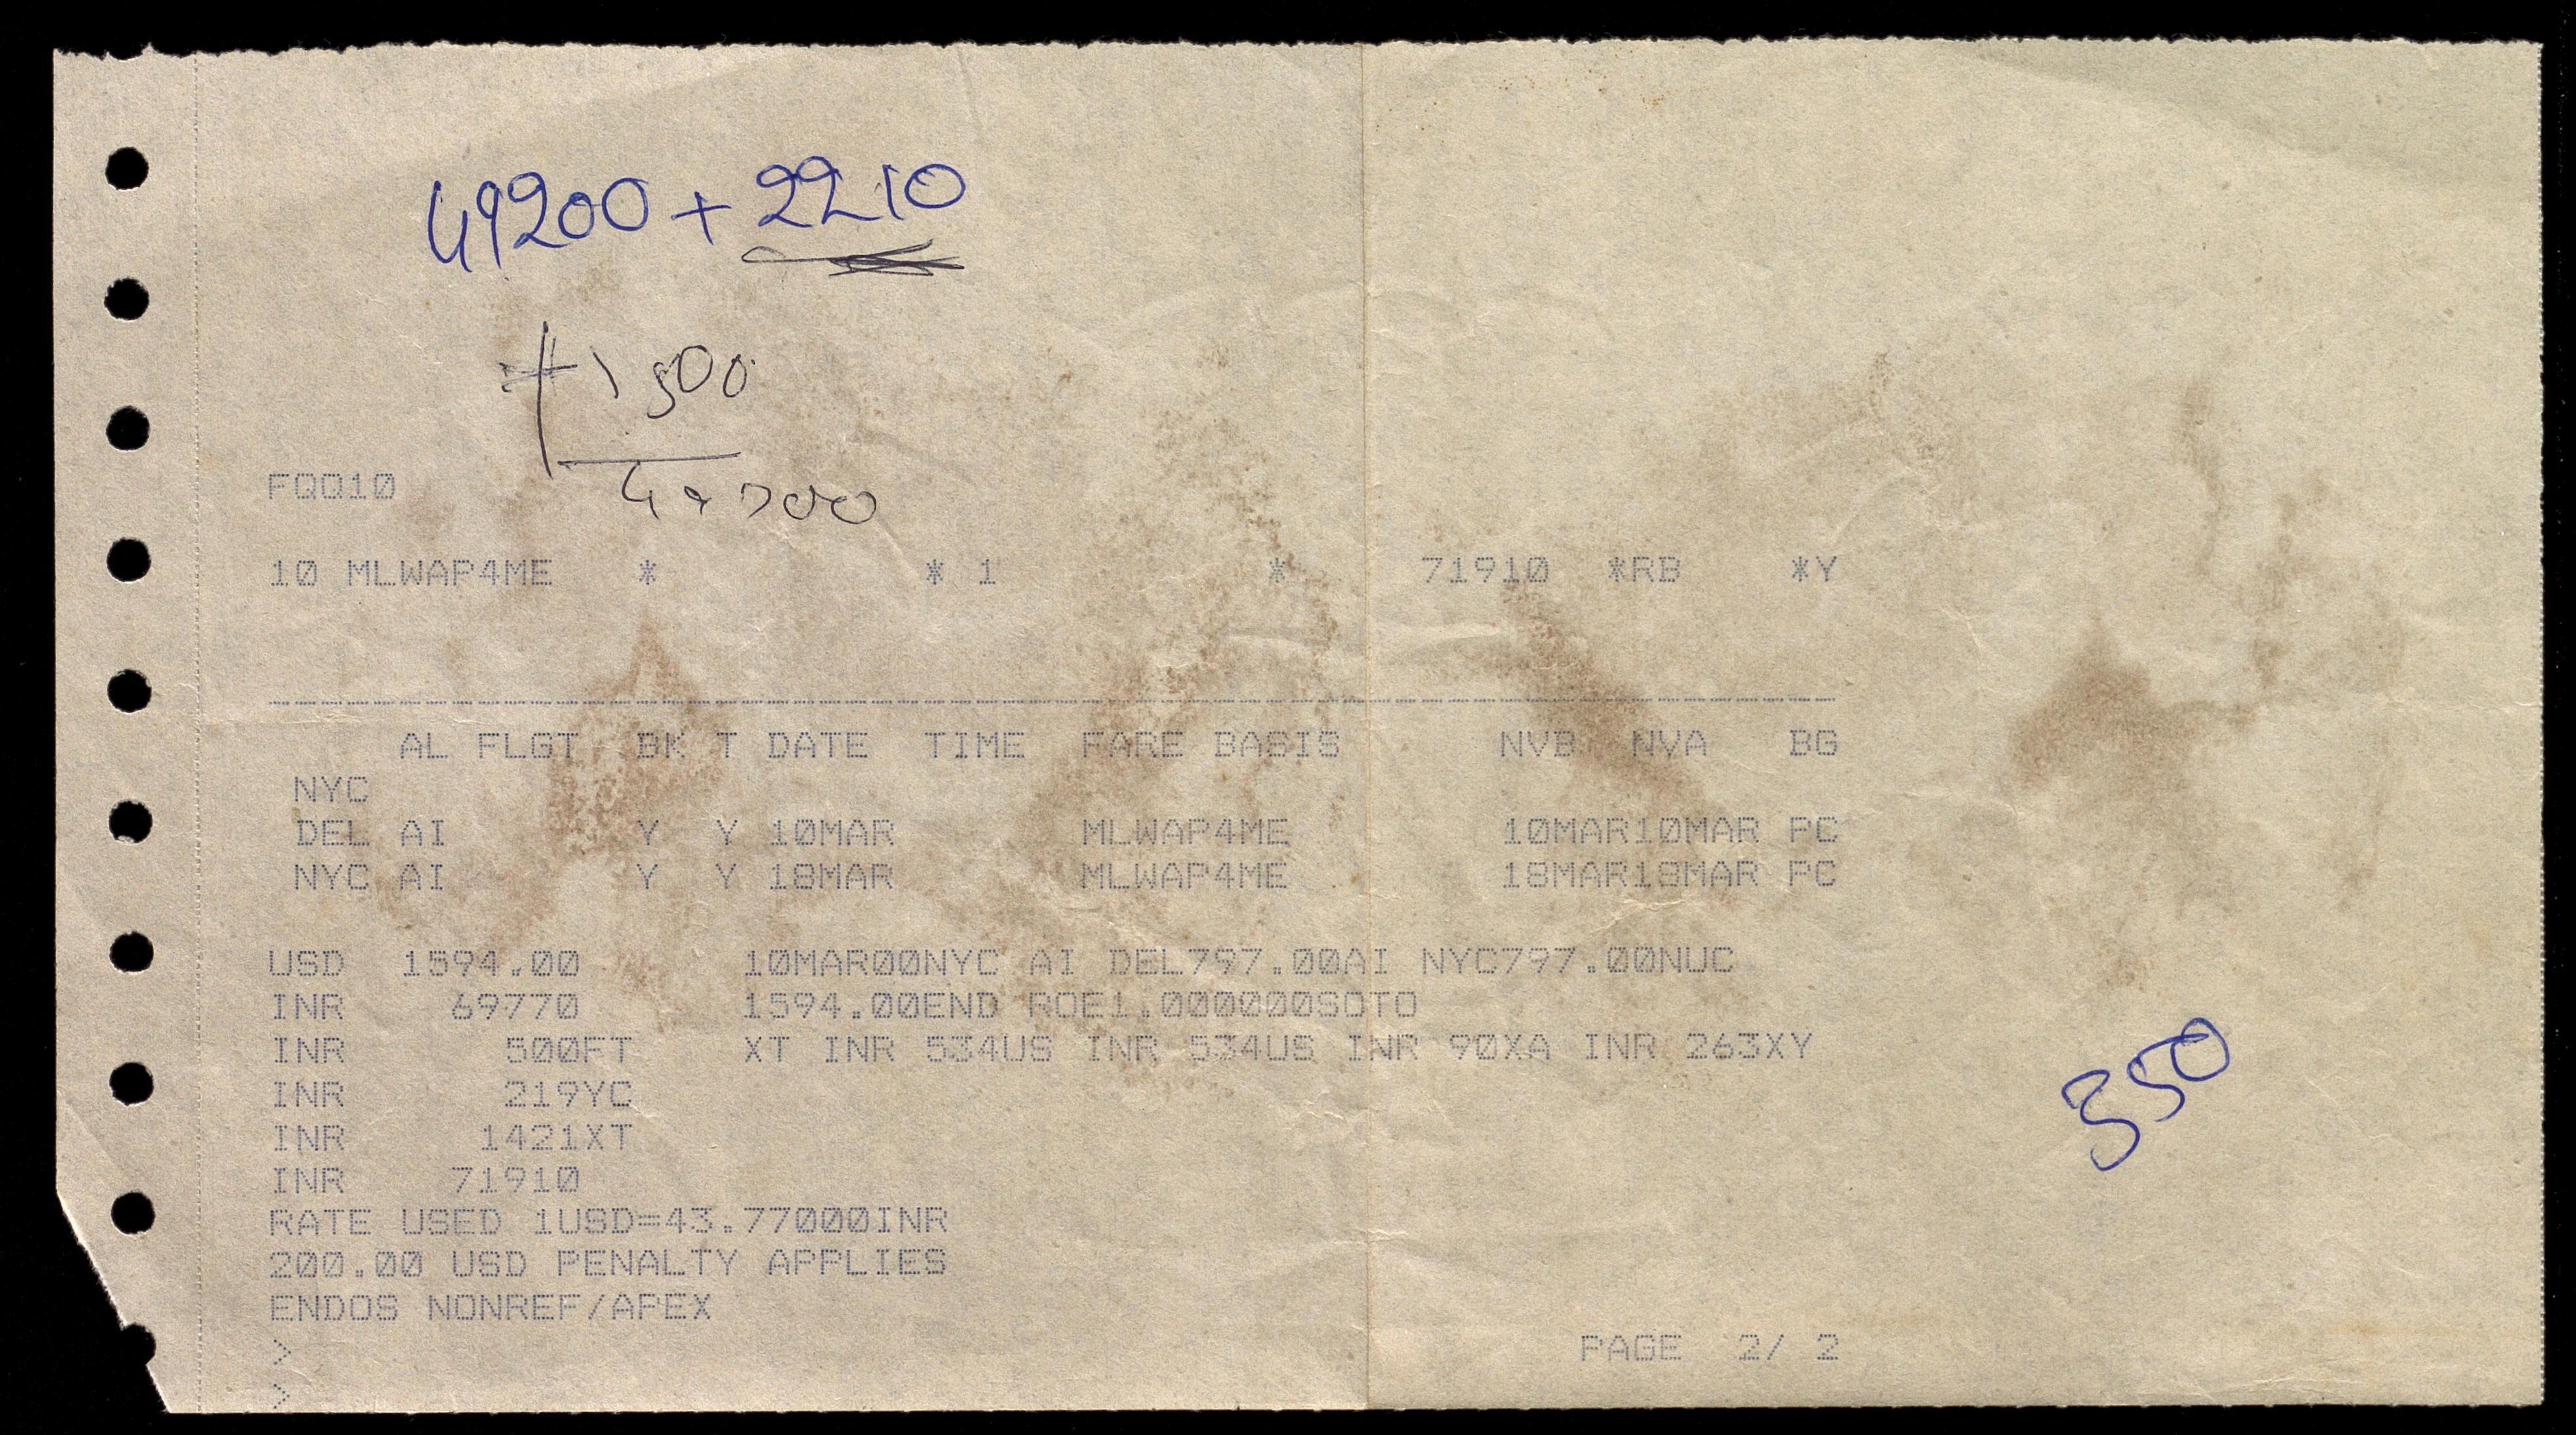 49200 + 2210
1500
FQQ10
10 MLWAP4ME * * 1 * 71910 *RB *Y
------------------------------------------------------------
AL FLGT BK T DATE TIME FARE BASIS NVB NVA BG
NYC
DEL AI Y Y 10MAR MLWAP4ME 10MAR10MAR PC
NYC AI Y Y 18MAR MLWAP4ME 18MAR18MAR PC
USD 1594.00 10MAR00NYC AI DEL797.00AI NYC797.00NUC
INR 69770 1594.00END ROE1.000000SOTO
INR 500FT XT INR 534US INR 534US INR 90XA INR 263XY
INR 219YC
INR 1421XT
INR 71910
RATE USED 1USD=43.77000INR
200.00 USD PENALTY APPLIES
ENDOS NONREF/APEX
> PAGE 2/ 2
>
350